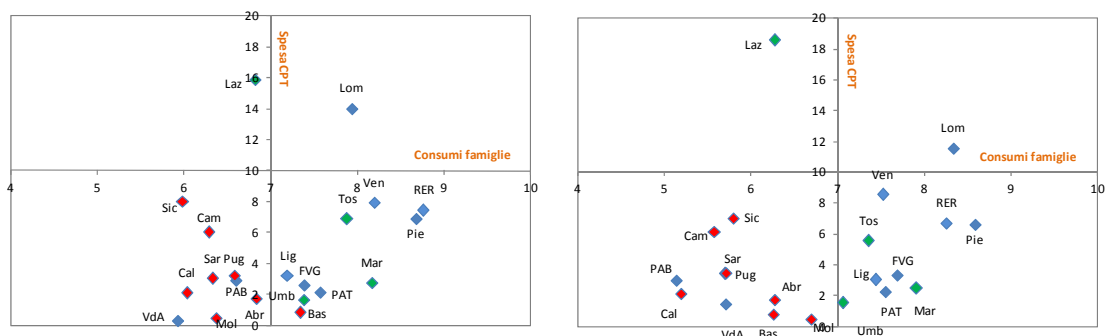 20
18
16
14
12
10
8
6
4
2
0
4
5
6
7
8
9
10
Spesa CPT
Consumi famiglie
Laz
Lom
Sic
Cam
Ven
RER
Tos
Pie
Cal
Sar
Pug
PAB
Lig
FVG
Mar
PAT
Umb
Bas
Abr
Mol
VdA
20
18
16
14
12
10
8
6
4
2
0
4
5
6
7
8
9
10
Spesa CPT
Consumi famiglie
Laz
Lom
Ven
RER
Pie
Tos
Sic
Cam
Sar
Pug
PAB
Cal
Abr
Lig
FVG
PAT
Mar
VdA
Bas
Mol
Umb